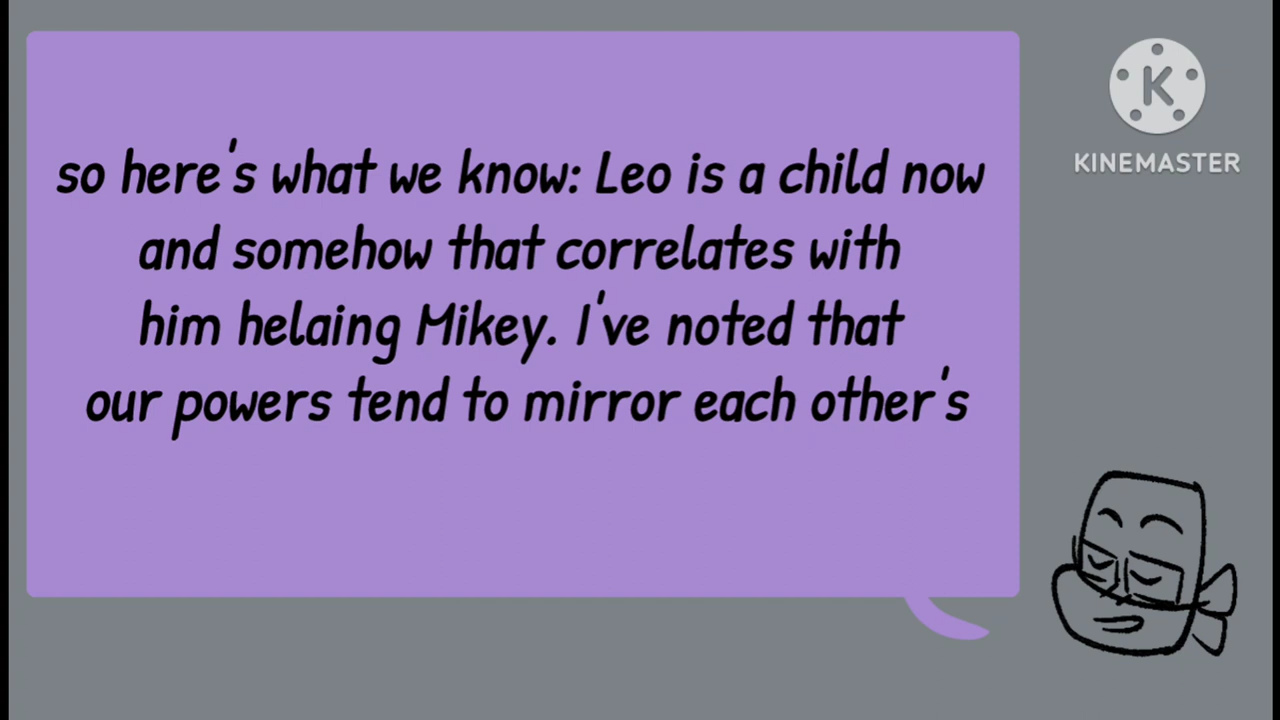 so here's what we know: Leo is a child now
and somehow that correlates with
him helaing Mikey. I've noted that
our powers tend to mirror each other's
K
KINEMASTER